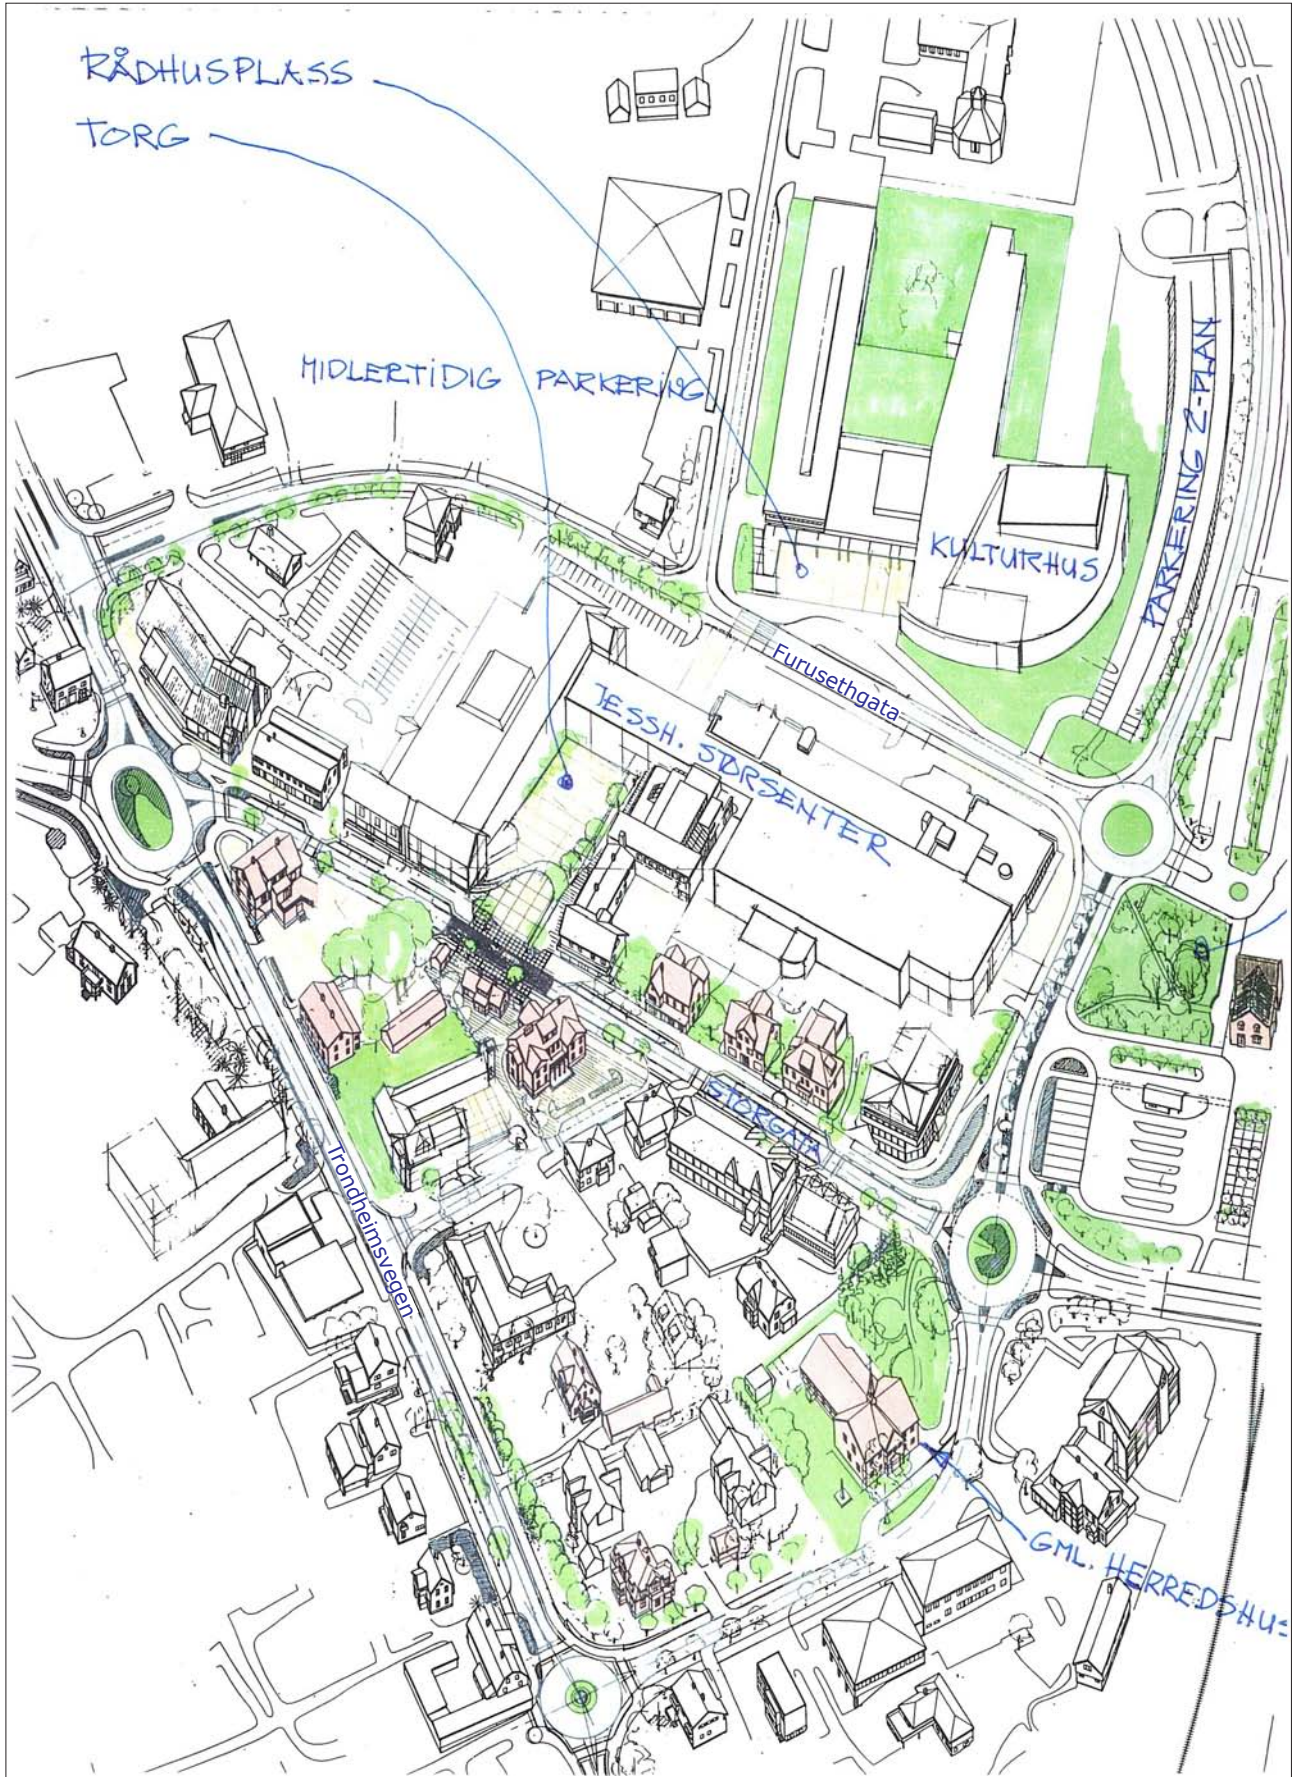 RÅDHUSPLASS
TORG
MIDLERTIDIG PARKERING
PARKERING 2-PLAN
KULTURHUS
Furusethgata
JESSH. STORSENTER
STORGATA
Trondheimsvegen
GML. HERREDSHUS